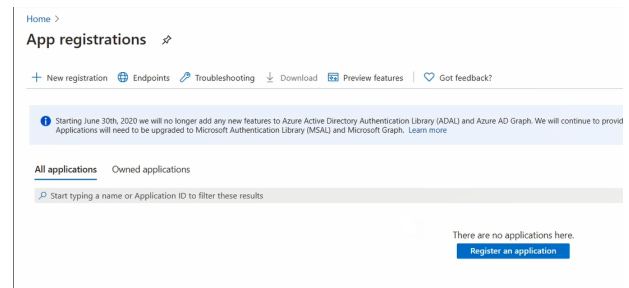 Home >
App registrations
New registration Endpoints Troubleshooting Download Preview features Got feedback?
Starting June 30th, 2020 we will no longer add any new features to Azure Active Directory Authentication Library (ADAL) and Azure AD Graph. We will continue to provid
Applications will need to be upgraded to Microsoft Authentication Library (MSAL) and Microsoft Graph. Learn more
All applications Owned applications
Start typing a name or Application ID to filter these results
There are no applications here.
Register an application